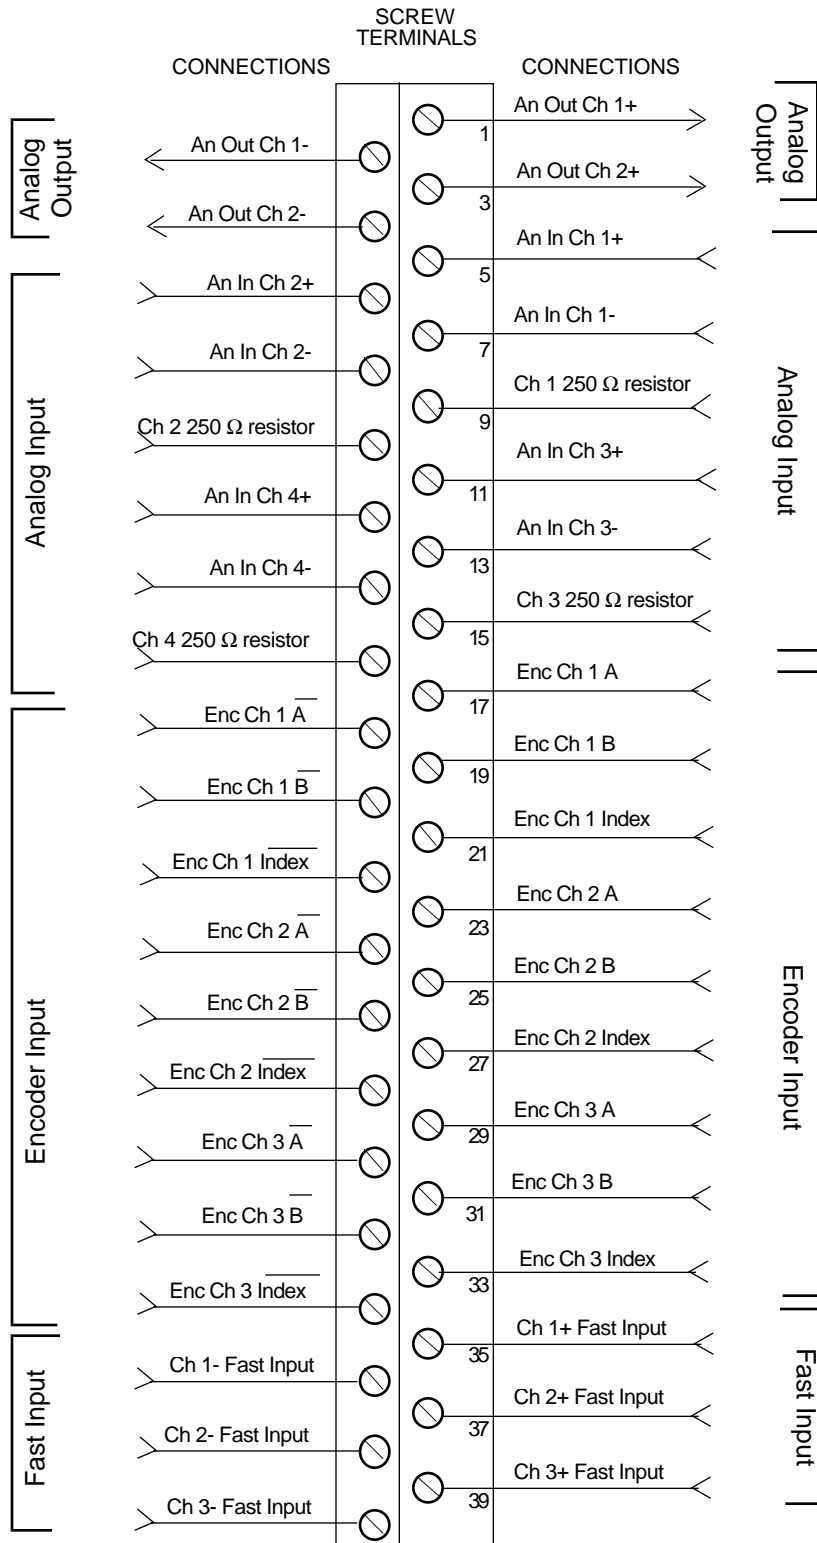 SCREW
TERMINALS
CONNECTIONS
CONNECTIONS
An Out Ch 1+
1
An Out Ch 1-
An Out Ch 2+
3
An Out Ch 2-
An In Ch 1+
5
An In Ch 2+
An In Ch 1-
7
An In Ch 2-
Ch 1 250 Ω resistor
9
Ch 2 250 Ω resistor
An In Ch 3+
11
An In Ch 4+
An In Ch 3-
13
An In Ch 4-
Ch 3 250 Ω resistor
15
Ch 4 250 Ω resistor
Enc Ch 1 A
17
Enc Ch 1 A̅
Enc Ch 1 B
19
Enc Ch 1 B̅
Enc Ch 1 Index
21
Enc Ch 1 I̅n̅d̅e̅x̅
Enc Ch 2 A
23
Enc Ch 2 A̅
Enc Ch 2 B
25
Enc Ch 2 B̅
Enc Ch 2 Index
27
Enc Ch 2 I̅n̅d̅e̅x̅
Enc Ch 3 A
29
Enc Ch 3 A̅
Enc Ch 3 B
31
Enc Ch 3 B̅
Enc Ch 3 Index
33
Enc Ch 3 I̅n̅d̅e̅x̅
Ch 1+ Fast Input
35
Ch 1- Fast Input
Ch 2+ Fast Input
37
Ch 2- Fast Input
Ch 3+ Fast Input
39
Ch 3- Fast Input
Analog
Output
Analog Input
Encoder Input
Fast Input
Analog
Output
Analog Input
Encoder Input
Fast Input